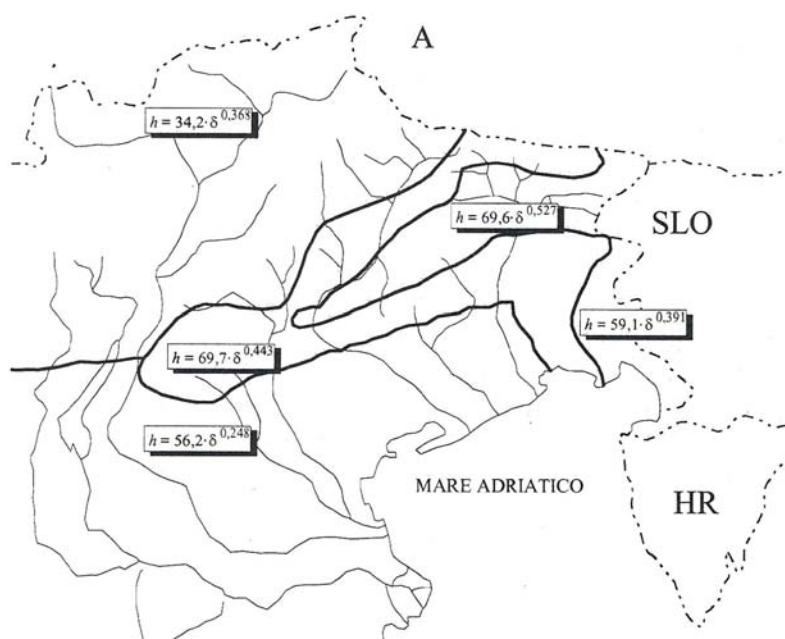 A
h = 34,2·δ^0,368
h = 69,6·δ^0,527
SLO
h = 59,1·δ^0,391
h = 69,7·δ^0,443
h = 56,2·δ^0,248
MARE ADRIATICO
HR